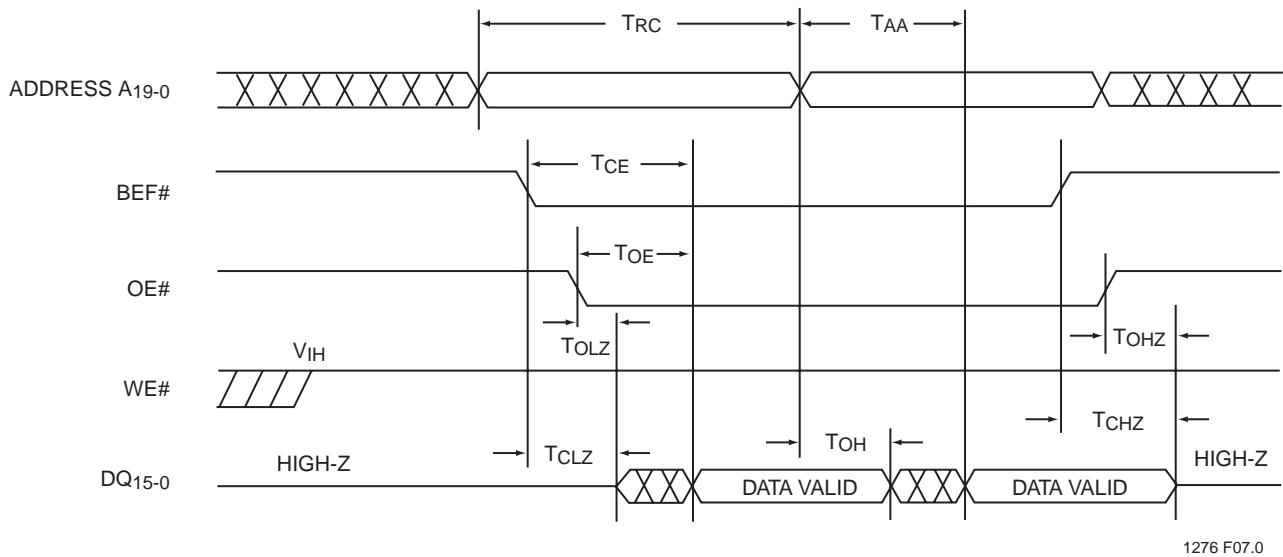 TRC
TAA
ADDRESS A19-0
TCE
BEF#
TOE
OE#
TOLZ
TOHZ
VIH
WE#
TCHZ
TCLZ
TOH
HIGH-Z
HIGH-Z
DQ15-0
DATA VALID
DATA VALID
1276 F07.0